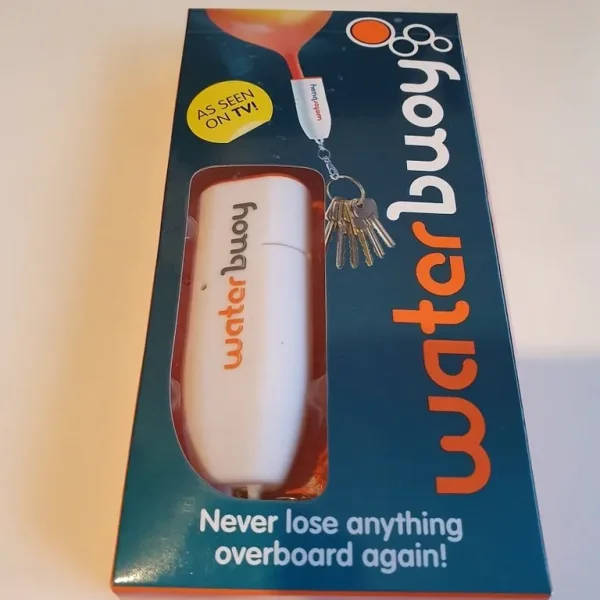 AS SEEN
ON TV!
waterbuoy
waterbuoy
waterbuoy
Never lose anything
overboard again!